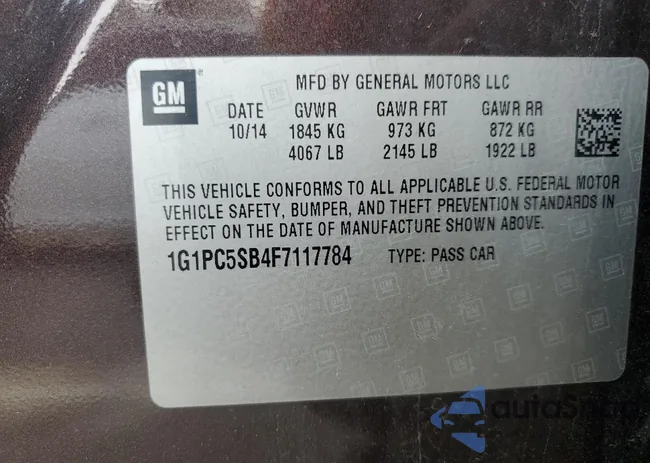 GM
MFD BY GENERAL MOTORS LLC
DATE GVWR GAWR FRT GAWR RR
10/14 1845 KG 973 KG 872 KG
4067 LB 2145 LB 1922 LB
THIS VEHICLE CONFORMS TO ALL APPLICABLE U.S. FEDERAL MOTOR
VEHICLE SAFETY, BUMPER, AND THEFT PREVENTION STANDARDS IN
EFFECT ON THE DATE OF MANUFACTURE SHOWN ABOVE.
1G1PC5SB4F7117784 TYPE: PASS CAR